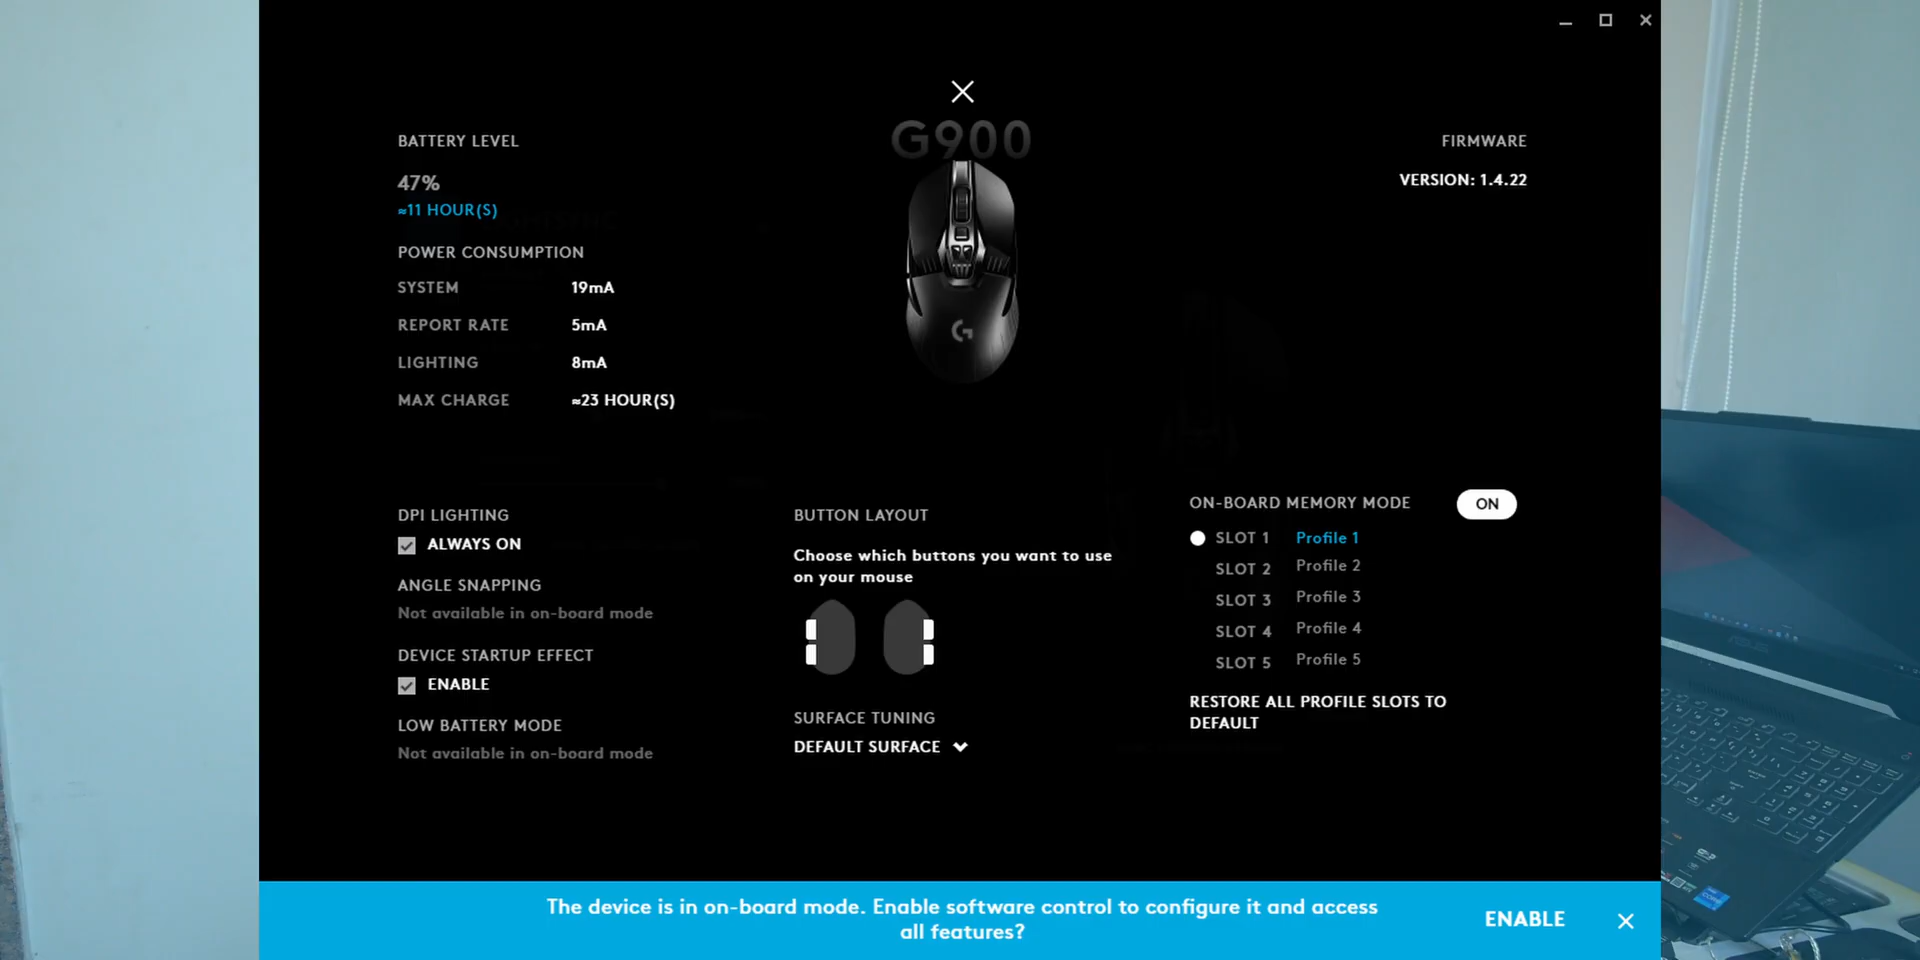 G900
BATTERY LEVEL
47%
≈11 HOUR(S)
POWER CONSUMPTION
SYSTEM 19mA
REPORT RATE 5mA
LIGHTING 8mA
MAX CHARGE ≈23 HOUR(S)
FIRMWARE
VERSION: 1.4.22
DPI LIGHTING
ALWAYS ON
ANGLE SNAPPING
Not available in on-board mode
DEVICE STARTUP EFFECT
ENABLE
LOW BATTERY MODE
Not available in on-board mode
BUTTON LAYOUT
Choose which buttons you want to use
on your mouse
SURFACE TUNING
DEFAULT SURFACE
ON-BOARD MEMORY MODE ON
SLOT 1 Profile 1
SLOT 2 Profile 2
SLOT 3 Profile 3
SLOT 4 Profile 4
SLOT 5 Profile 5
RESTORE ALL PROFILE SLOTS TO
DEFAULT
The device is in on-board mode. Enable software control to configure it and access
all features?
ENABLE